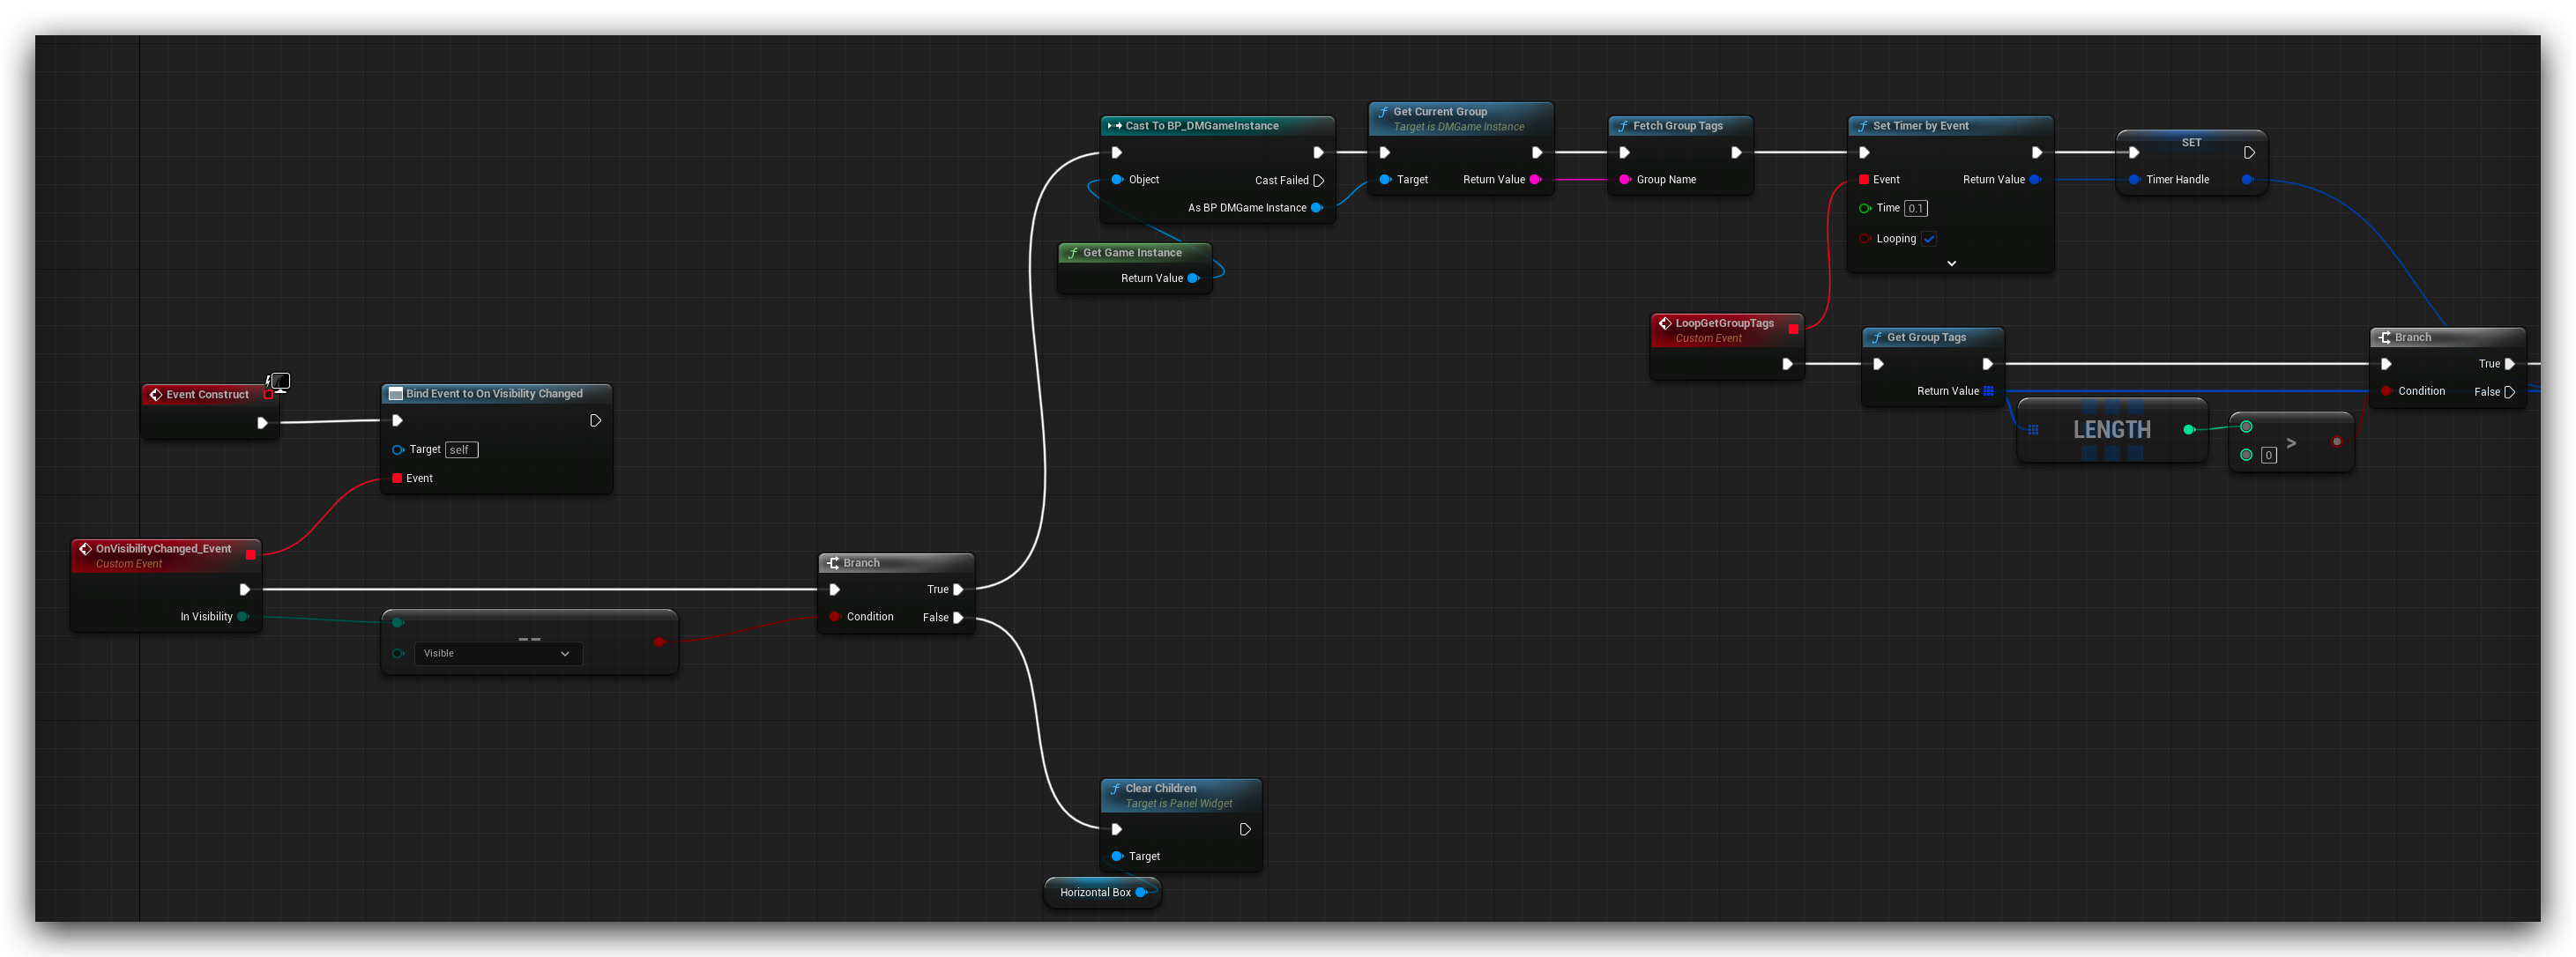 Cast To BP_DMGameInstance
Object
Cast Failed
As BP DMGame Instance
Get Game Instance
Return Value
Get Current Group
Target is DMGame Instance
Target
Return Value
Fetch Group Tags
Group Name
Set Timer by Event
Event
Return Value
Time 0.1
Looping
SET
Timer Handle
LoopGetGroupTags
Custom Event
Get Group Tags
Return Value
LENGTH
>
0
Branch
True
Condition
False
Event Construct
Bind Event to On Visibility Changed
Target self
Event
OnVisibilityChanged_Event
Custom Event
In Visibility
==
Visible
Branch
True
Condition
False
Clear Children
Target is Panel Widget
Target
Horizontal Box